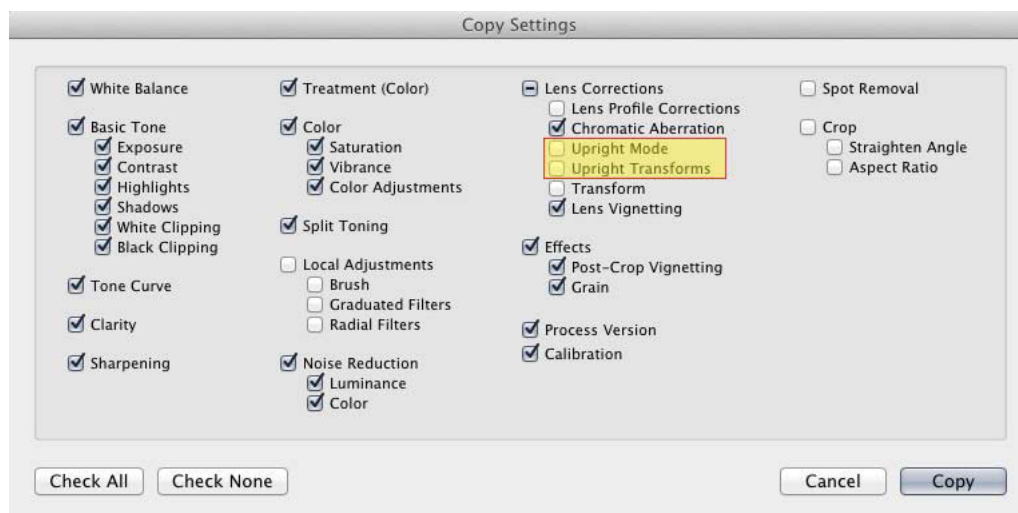 Copy Settings
White Balance
Basic Tone
Exposure
Contrast
Highlights
Shadows
White Clipping
Black Clipping
Tone Curve
Clarity
Sharpening
Treatment (Color)
Color
Saturation
Vibrance
Color Adjustments
Split Toning
Local Adjustments
Brush
Graduated Filters
Radial Filters
Noise Reduction
Luminance
Color
Lens Corrections
Lens Profile Corrections
Chromatic Aberration
Upright Mode
Upright Transforms
Transform
Lens Vignetting
Effects
Post-Crop Vignetting
Grain
Process Version
Calibration
Spot Removal
Crop
Straighten Angle
Aspect Ratio
Check All
Check None
Cancel
Copy